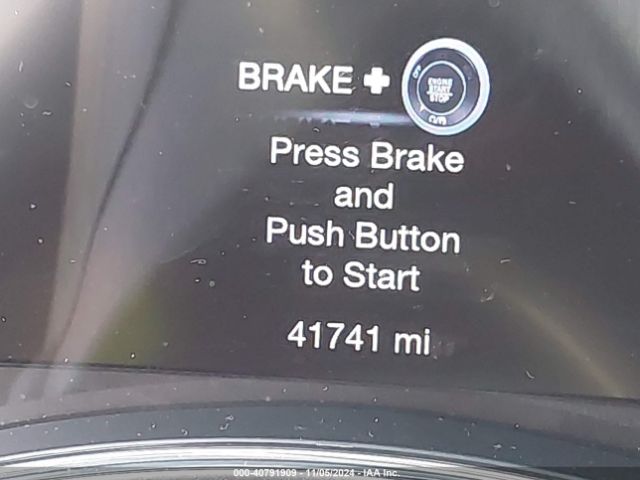 BRAKE +
ENGINE
START
STOP
Press Brake
and
Push Button
to Start
41741 mi
000-40791909 - 11/05/2024 - IAA Inc.